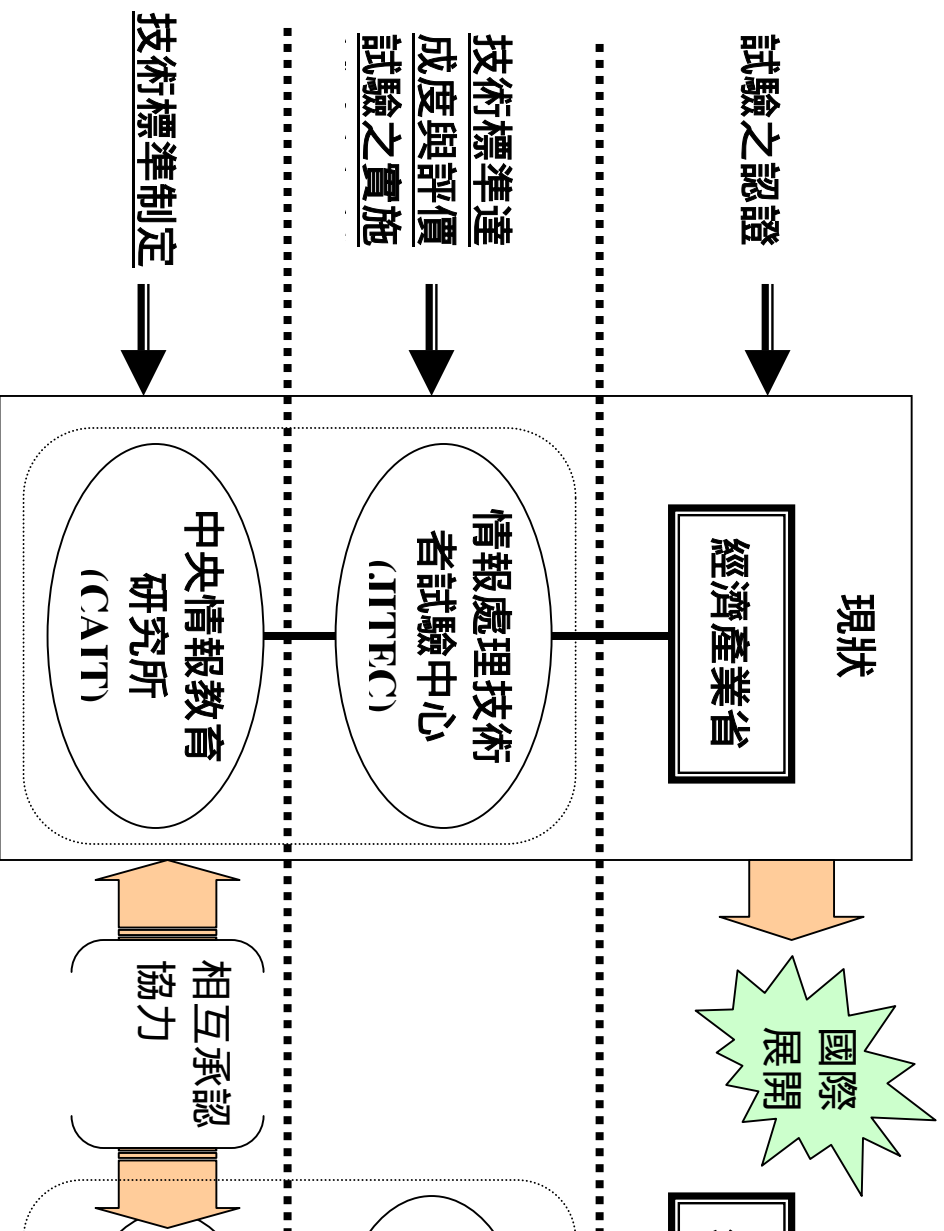 試驗之認證
技術標準達
成度與評價
試驗之實施
技術標準制定
現狀
經濟產業省
情報處理技術
者試驗中心
(JITEC)
中央情報教育
研究所
(CAIT)
國際
展開
相互承認
協力